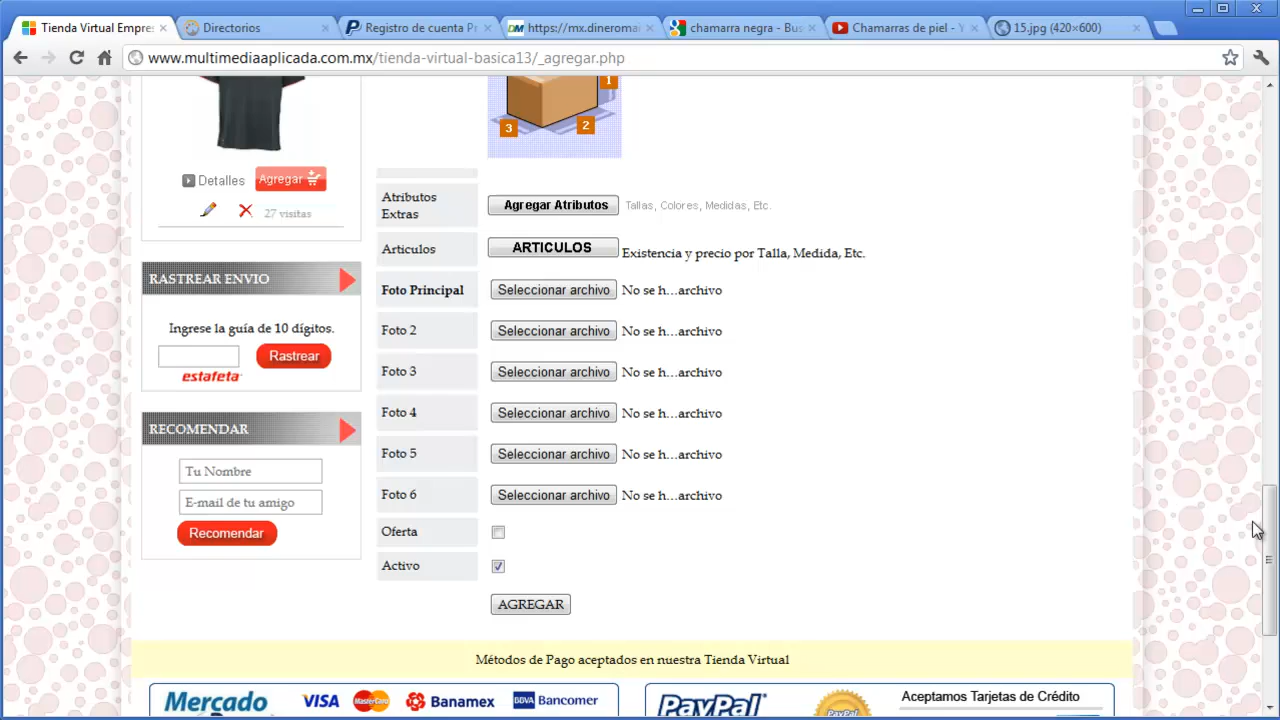 Tienda Virtual Empre
Directorios
Registro de cuenta P
https://mx.dineromai
chamarra negra - Bus
Chamarras de piel - Y
15.jpg (420×600)
www.multimediaaplicada.com.mx/tienda-virtual-basica13/_agregar.php
1
3
2
Detalles
Agregar
27 visitas
Atributos
Extras
Agregar Atributos
Tallas, Colores, Medidas, Etc.
Articulos
ARTICULOS
Existencia y precio por Talla, Medida, Etc.
RASTREAR ENVIO
Foto Principal
Seleccionar archivo
No se h...archivo
Ingrese la guía de 10 dígitos.
Foto 2
Seleccionar archivo
No se h...archivo
Rastrear
estafeta
Foto 3
Seleccionar archivo
No se h...archivo
RECOMENDAR
Foto 4
Seleccionar archivo
No se h...archivo
Tu Nombre
Foto 5
Seleccionar archivo
No se h...archivo
E-mail de tu amigo
Foto 6
Seleccionar archivo
No se h...archivo
Recomendar
Oferta
Activo
AGREGAR
Métodos de Pago aceptados en nuestra Tienda Virtual
Mercado
VISA
MasterCard
Banamex
BBVA Bancomer
PayPal
PayPal
Aceptamos Tarjetas de Crédito